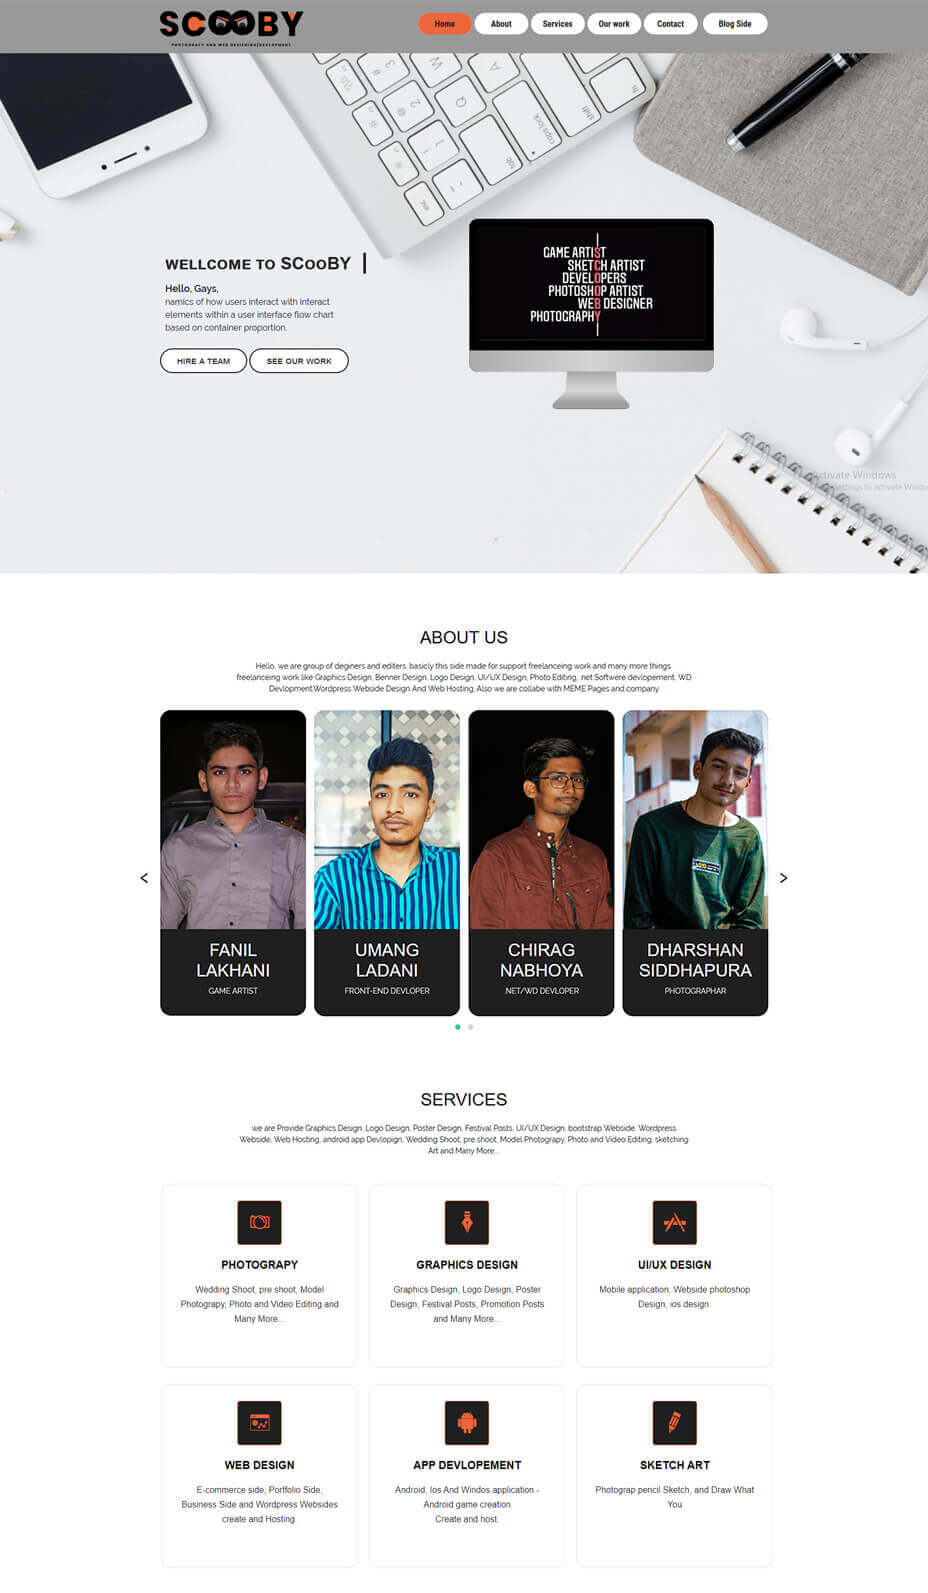 SCOOBY
PHOTOGRAPY AND WEB DESIGNING/DEVLOPMENT
Home About Services Our work Contact Blog Side
WELLCOME TO SCOOBY
Hello, Gays,
namics of how users interact with interact
elements within a user interface flow chart
based on container proportion.
HIRE A TEAM SEE OUR WORK
GAME ARTIST
SKETCH ARTIST
DEVELOPERS
PHOTOSHOP ARTIST
WEB DESIGNER
PHOTOGRAPHY
caps lock
shift
tab
esc
fn
Q
A
Activate Windows
settings to activate Windo
ABOUT US
Hello, we are group of deginers and editers. basicly this side made for support freelanceing work and many more things
freelanceing work like Graphics Design, Benner Design, Logo Design, UI/UX Design, Photo Editing, .net Softwere devlopement, WD
Devlopment,Wordpress Webside Design And Web Hosting. Also we are collabe with MEME Pages and company
<
>
FANIL
LAKHANI
GAME ARTIST
UMANG
LADANI
FRONT-END DEVLOPER
CHIRAG
NABHOYA
NET/WD DEVLOPER
DHARSHAN
SIDDHAPURA
PHOTOGRAPHAR
SERVICES
we are Provide Graphics Design, Logo Design, Poster Design, Festival Posts, UI/UX Design, bootstrap Webside, Wordpress
Webside, Web Hosting, android app Devlopign, Wedding Shoot, pre shoot, Model Photograpy, Photo and Video Editing, sketching
Art and Many More...
PHOTOGRAPY
Wedding Shoot, pre shoot, Model
Photograpy, Photo and Video Editing and
Many More...
GRAPHICS DESIGN
Graphics Design, Logo Design, Poster
Design, Festival Posts, Promotion Posts
and Many More...
UI/UX DESIGN
Mobile application, Webside photoshop
Design, ios design.
WEB DESIGN
E-commerce side, Portfolio Side,
Business Side and Wordpress Websides
create and Hosting
APP DEVLOPEMENT
Android, Ios And Windos application -
Android game creation
Create and host.
SKETCH ART
Photograp pencil Sketch, and Draw What
You